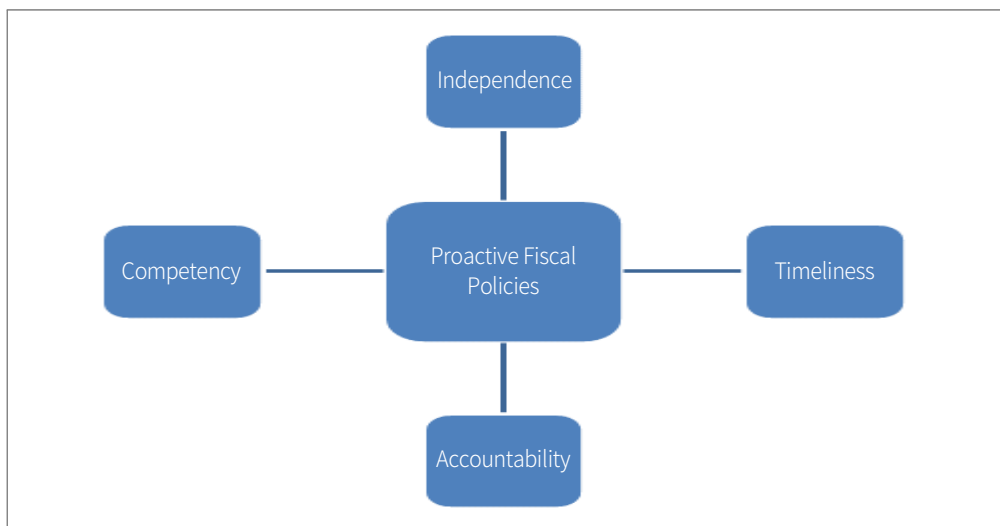 Independence
Competency
Proactive Fiscal
Policies
Timeliness
Accountability